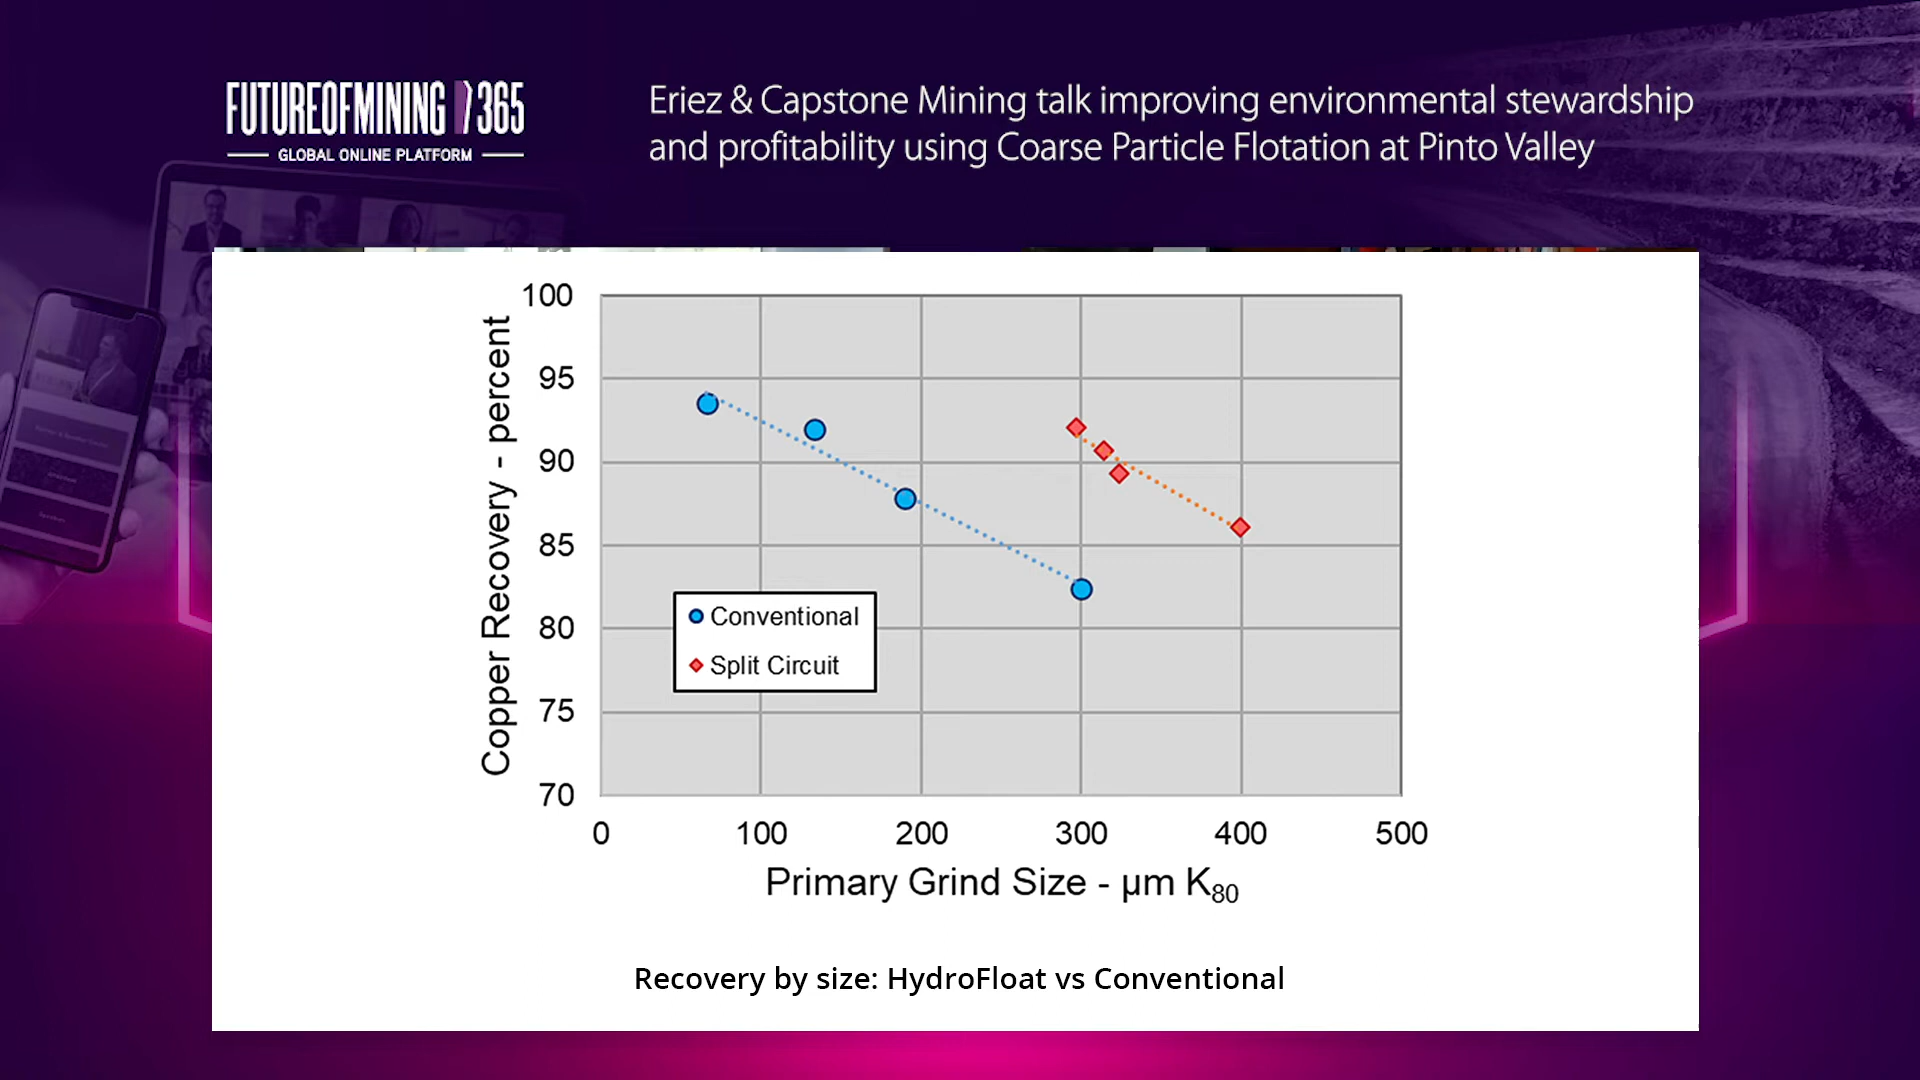 FUTUREOFMINING 365
GLOBAL ONLINE PLATFORM
Eriez & Capstone Mining talk improving environmental stewardship
and profitability using Coarse Particle Flotation at Pinto Valley
Copper Recovery - percent
100
95
90
85
80
75
70
Conventional
Split Circuit
0 100 200 300 400 500
Primary Grind Size - µm K80
Recovery by size: HydroFloat vs Conventional